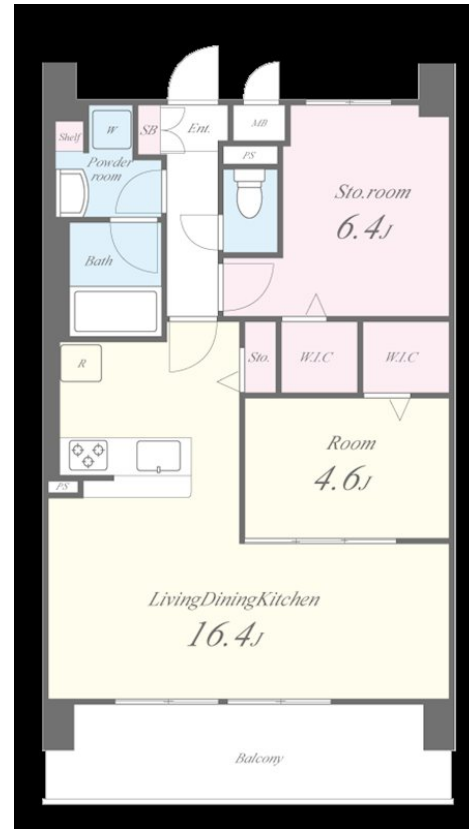 W
SB
Ent.
MB
Shelf
PS
Powder
room
Sto.room
6.4J
Bath
R
Sto.
W.I.C
W.I.C
Room
4.6J
PS
LivingDiningKitchen
16.4J
Balcony